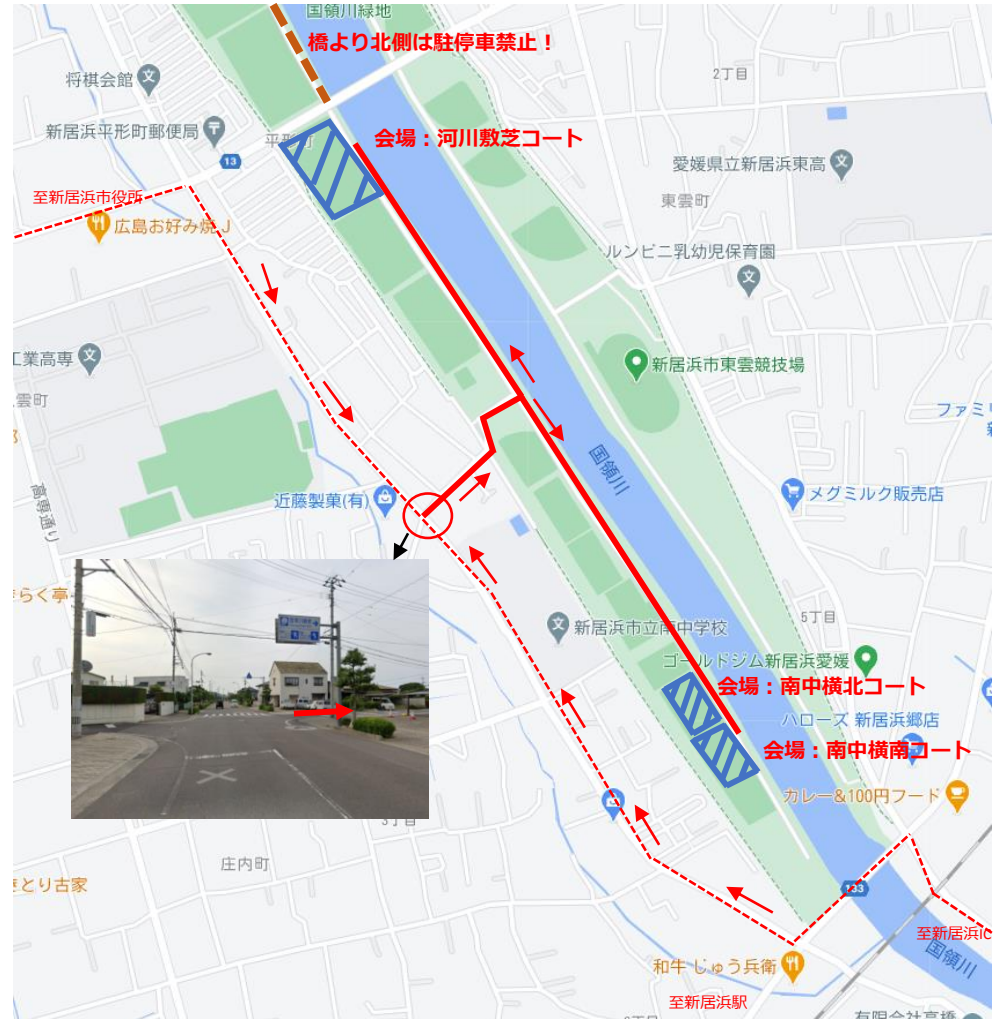 国領川緑地
橋より北側は駐停車禁止！
2丁目
将棋会館
新居浜平形町郵便局
平形町
会場：河川敷芝コート
13
愛媛県立新居浜東高
至新居浜市役所
東雲町
広島お好み焼 J
ルンビニ乳幼児保育園
工業高専
新居浜市東雲競技場
雲町
ファミリ
新
国領川
高専通り
近藤製菓(有)
メグミルク販売店
きらく亭
新居浜市立南中学校
5丁目
ゴールドジム新居浜愛媛
会場：南中横北コート
ハローズ 新居浜郷店
会場：南中横南コート
カレー&100円フード
3丁目
庄内町
きとり古家
133
至新居浜IC
国領川
和牛 じゅう兵衛
至新居浜駅
有限会社高橋